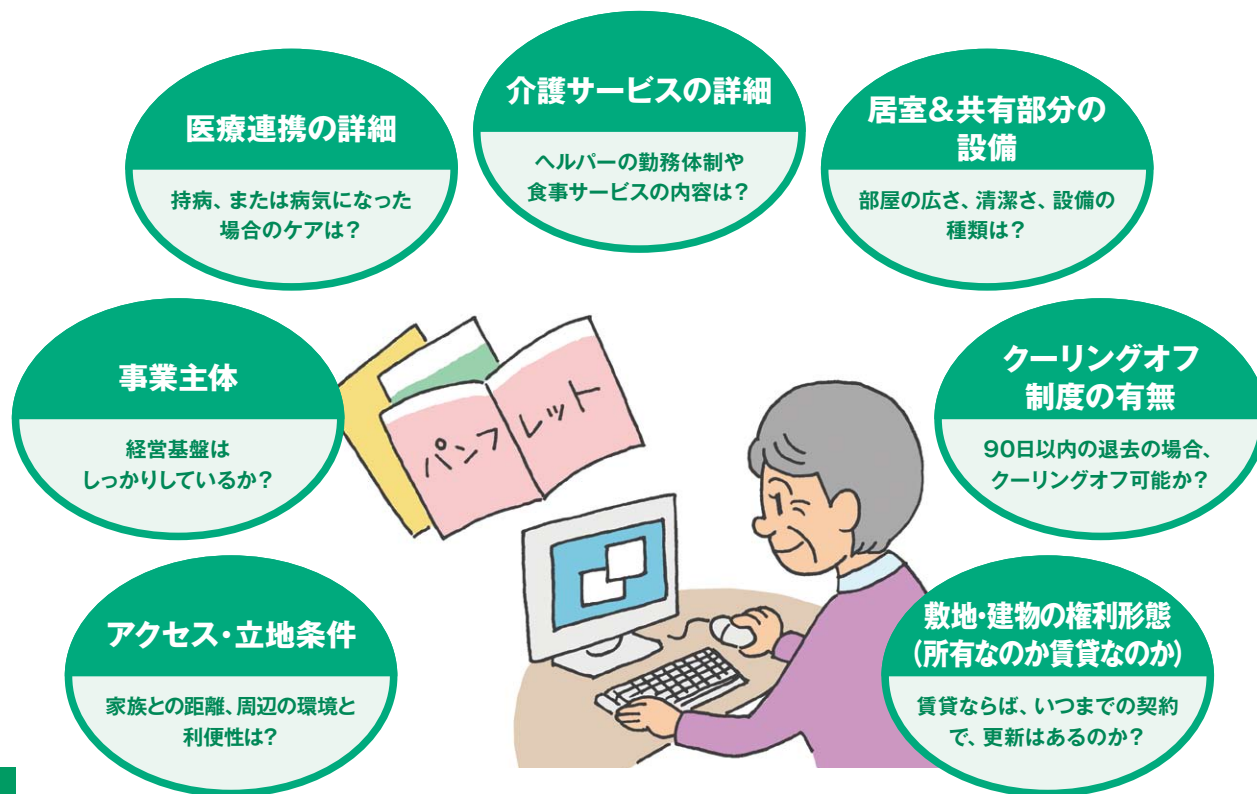 介護サービスの詳細
ヘルパーの勤務体制や
食事サービスの内容は？
医療連携の詳細
持病、または病気になった
場合のケアは？
居室&共有部分の
設備
部屋の広さ、清潔さ、設備の
種類は？
事業主体
経営基盤は
しっかりしているか？
パンフレット
クーリングオフ
制度の有無
90日以内の退去の場合、
クーリングオフ可能か？
アクセス・立地条件
家族との距離、周辺の環境と
利便性は？
敷地・建物の権利形態
(所有なのか賃貸なのか)
賃貸ならば、いつまでの契約
で、更新はあるのか？